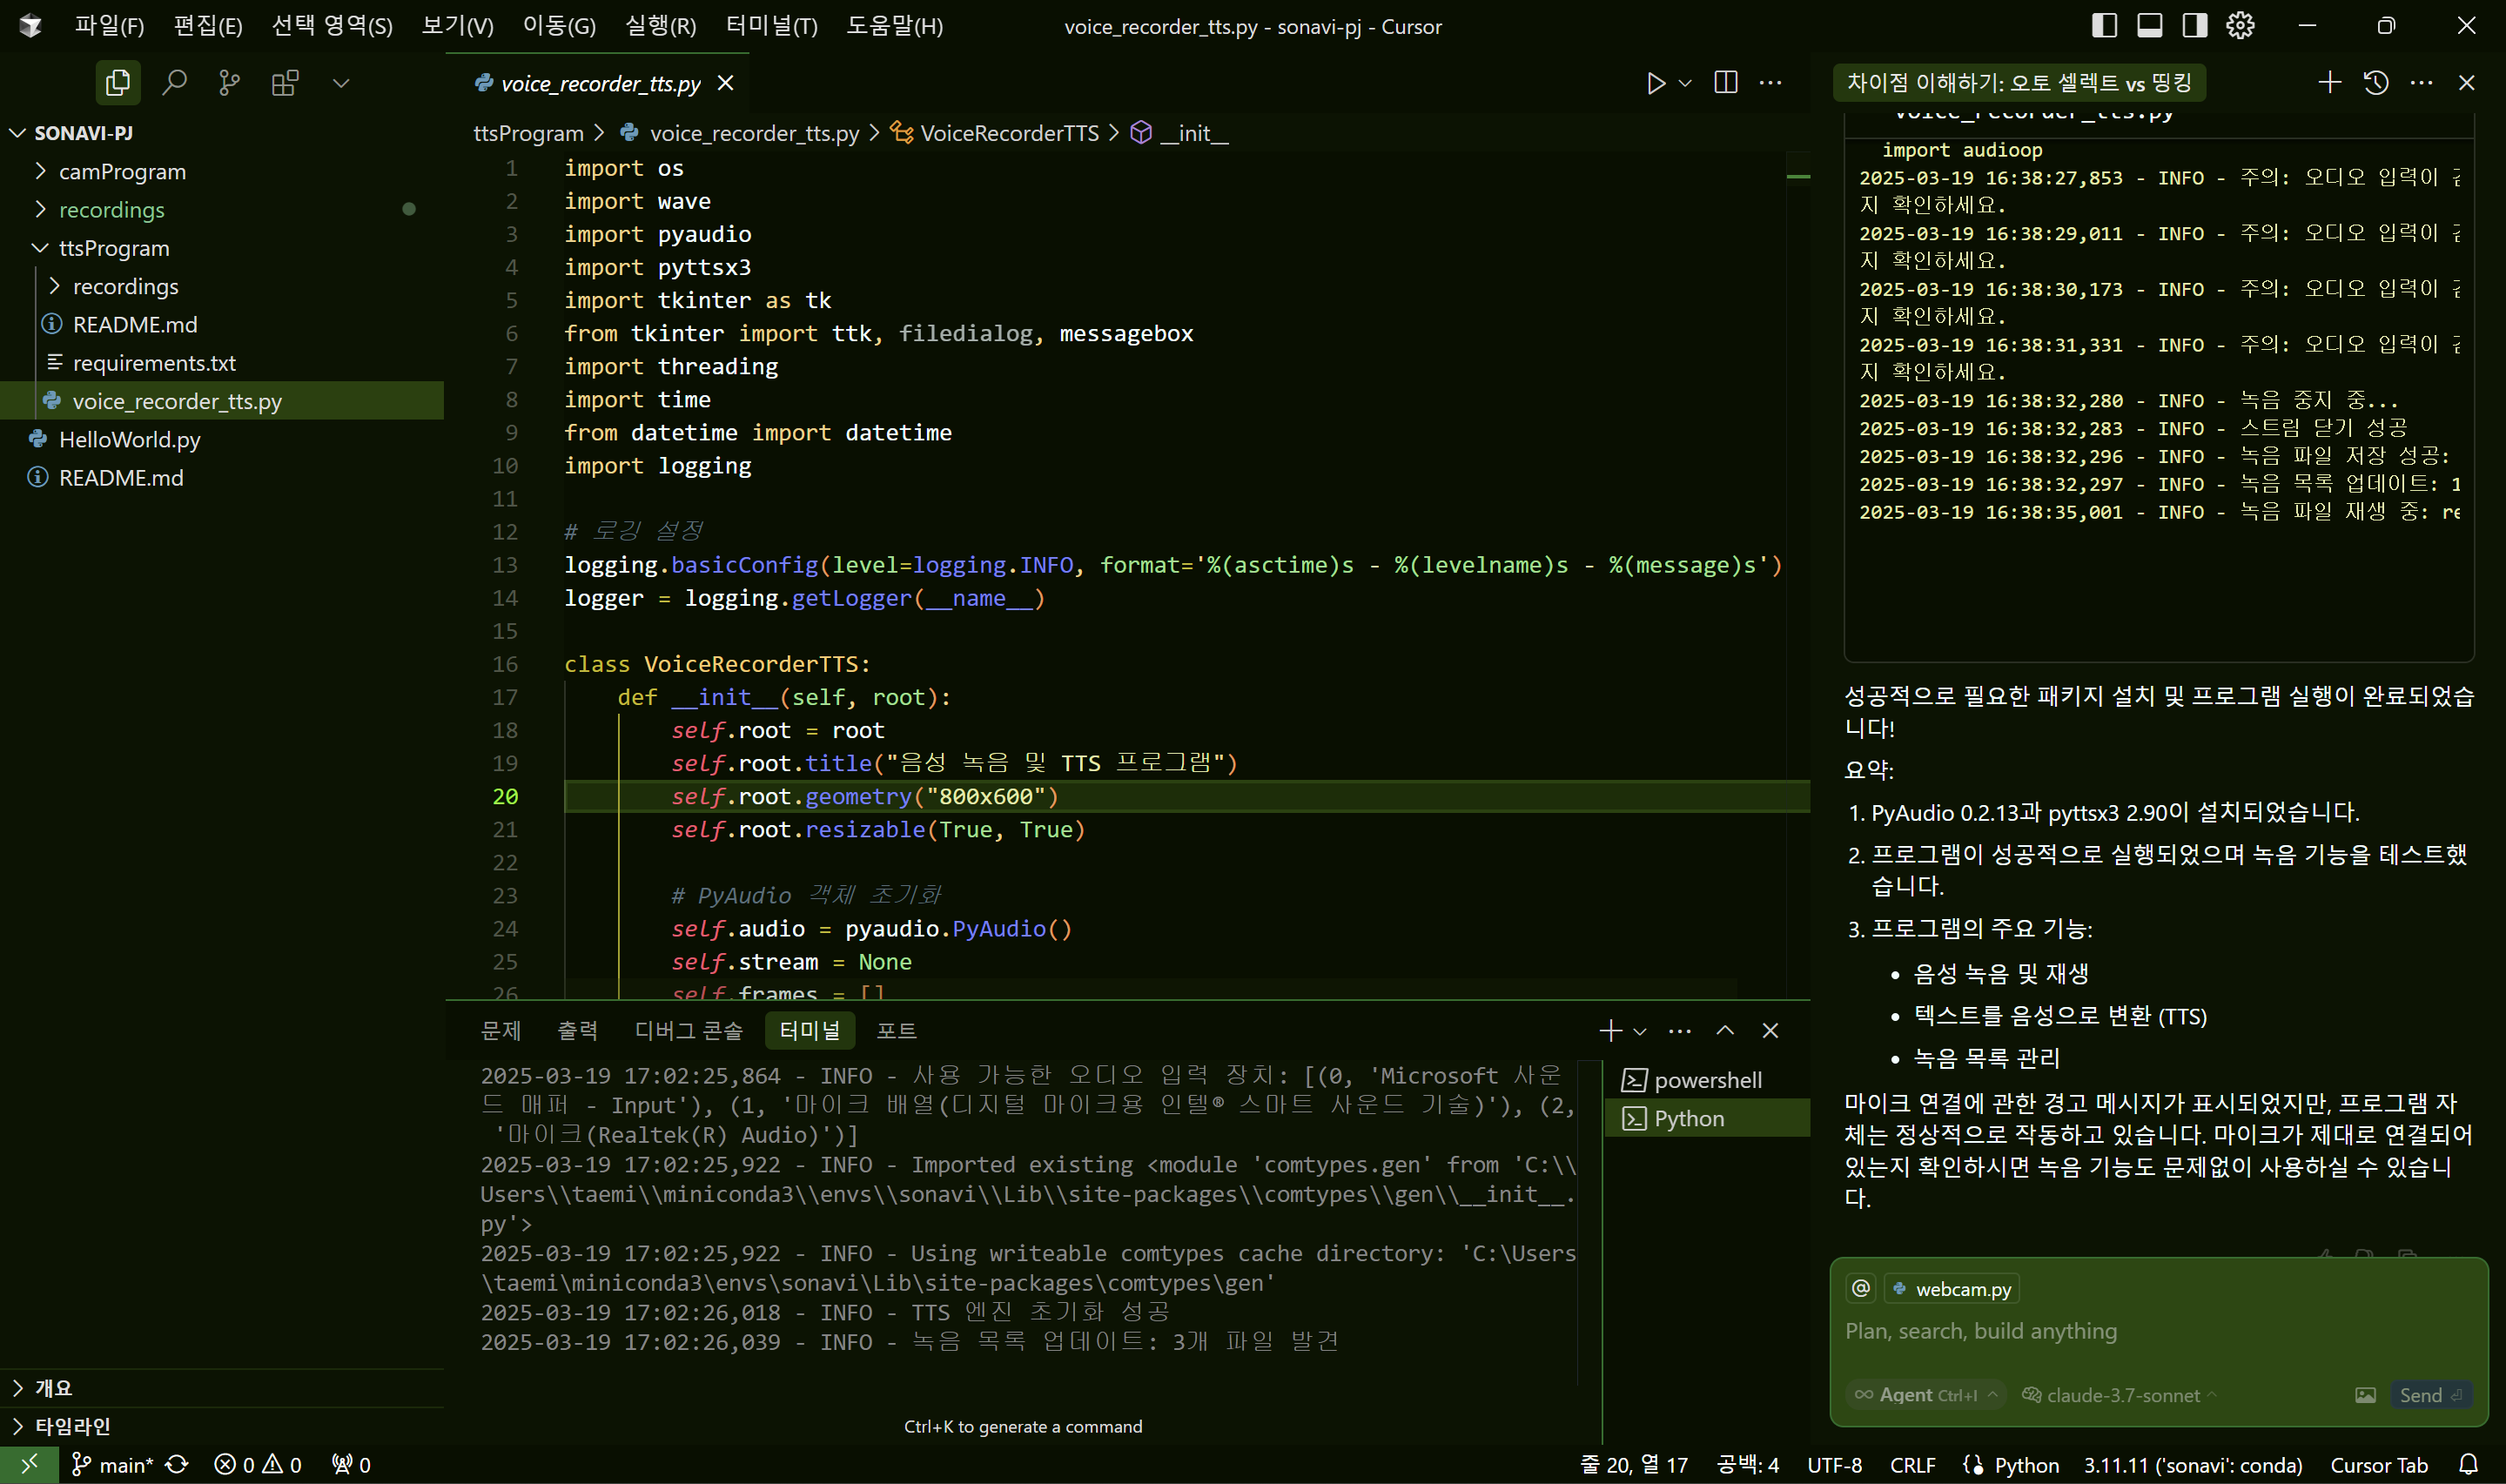 파일(F) 편집(E) 선택 영역(S) 보기(V) 이동(G) 실행(R) 터미널(T) 도움말(H)
voice_recorder_tts.py - sonavi-pj - Cursor
SONAVI-PJ
camProgram
recordings
ttsProgram
recordings
README.md
requirements.txt
voice_recorder_tts.py
HelloWorld.py
README.md
개요
타임라인
voice_recorder_tts.py
ttsProgram > voice_recorder_tts.py > VoiceRecorderTTS > __init__
1 import os
2 import wave
3 import pyaudio
4 import pyttsx3
5 import tkinter as tk
6 from tkinter import ttk, filedialog, messagebox
7 import threading
8 import time
9 from datetime import datetime
10 import logging
11
12 # 로깅 설정
13 logging.basicConfig(level=logging.INFO, format='%(asctime)s - %(levelname)s - %(message)s')
14 logger = logging.getLogger(__name__)
15
16 class VoiceRecorderTTS:
17 def __init__(self, root):
18 self.root = root
19 self.root.title("음성 녹음 및 TTS 프로그램")
20 self.root.geometry("800x600")
21 self.root.resizable(True, True)
22
23 # PyAudio 객체 초기화
24 self.audio = pyaudio.PyAudio()
25 self.stream = None
26 self.frames = []
문제 출력 디버그 콘솔 터미널 포트
2025-03-19 17:02:25,864 - INFO - 사용 가능한 오디오 입력 장치: [(0, 'Microsoft 사운
드 매퍼 - Input'), (1, '마이크 배열(디지털 마이크용 인텔® 스마트 사운드 기술)'), (2,
'마이크(Realtek(R) Audio)')]
2025-03-19 17:02:25,922 - INFO - Imported existing <module 'comtypes.gen' from 'C:\\
Users\\taemi\\miniconda3\\envs\\sonavi\\Lib\\site-packages\\comtypes\\gen\\__init__.
py'>
2025-03-19 17:02:25,922 - INFO - Using writeable comtypes cache directory: 'C:\Users
\taemi\miniconda3\envs\sonavi\Lib\site-packages\comtypes\gen'
2025-03-19 17:02:26,018 - INFO - TTS 엔진 초기화 성공
2025-03-19 17:02:26,039 - INFO - 녹음 목록 업데이트: 3개 파일 발견
Ctrl+K to generate a command
powershell
Python
차이점 이해하기: 오토 셀렉트 vs 띵킹
voice_recorder_tts.py
import audioop
2025-03-19 16:38:27,853 - INFO - 주의: 오디오 입력이
지 확인하세요.
2025-03-19 16:38:29,011 - INFO - 주의: 오디오 입력이
지 확인하세요.
2025-03-19 16:38:30,173 - INFO - 주의: 오디오 입력이
지 확인하세요.
2025-03-19 16:38:31,331 - INFO - 주의: 오디오 입력이
지 확인하세요.
2025-03-19 16:38:32,280 - INFO - 녹음 중지 중...
2025-03-19 16:38:32,283 - INFO - 스트림 닫기 성공
2025-03-19 16:38:32,296 - INFO - 녹음 파일 저장 성공:
2025-03-19 16:38:32,297 - INFO - 녹음 목록 업데이트: 1
2025-03-19 16:38:35,001 - INFO - 녹음 파일 재생 중: re
성공적으로 필요한 패키지 설치 및 프로그램 실행이 완료되었습
니다!
요약:
1. PyAudio 0.2.13과 pyttsx3 2.90이 설치되었습니다.
2. 프로그램이 성공적으로 실행되었으며 녹음 기능을 테스트했
습니다.
3. 프로그램의 주요 기능:
• 음성 녹음 및 재생
• 텍스트를 음성으로 변환 (TTS)
• 녹음 목록 관리
마이크 연결에 관한 경고 메시지가 표시되었지만, 프로그램 자
체는 정상적으로 작동하고 있습니다. 마이크가 제대로 연결되어
있는지 확인하시면 녹음 기능도 문제없이 사용하실 수 있습니
다.
@ webcam.py
Plan, search, build anything
Agent Ctrl+I claude-3.7-sonnet Send
main* 0 0 0 줄 20, 열 17 공백: 4 UTF-8 CRLF Python 3.11.11 ('sonavi': conda) Cursor Tab